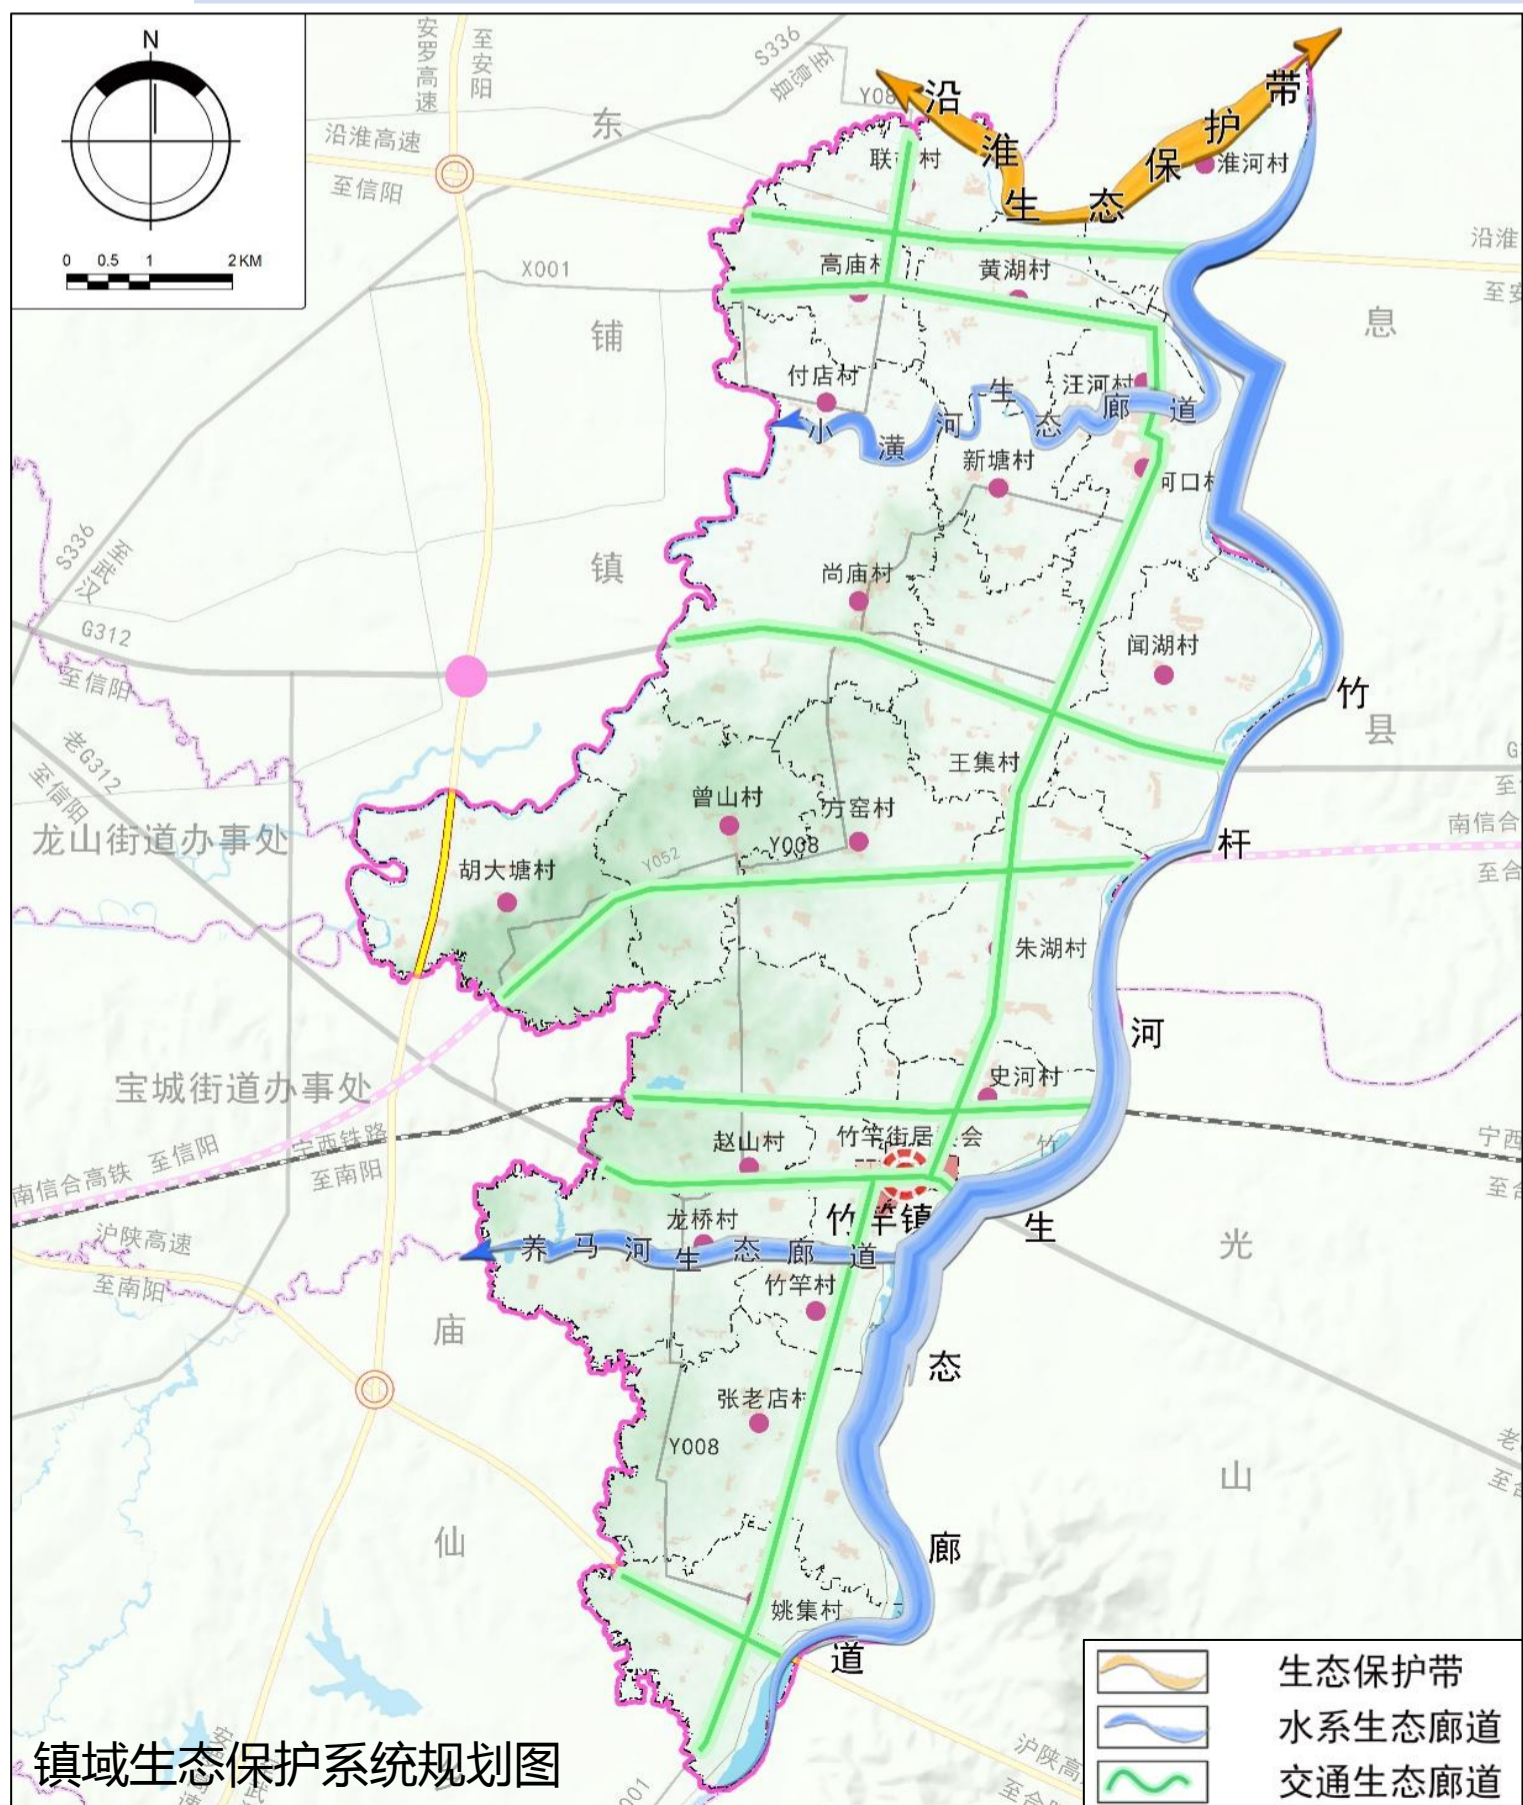 N
0 0.5 1 2KM
安罗高速
至安阳
S336
至息县
沿淮高速
至信阳
东
铺
镇
X001
沿淮生态保护带
淮河村
高庙村
黄湖村
沿淮
息
县
付店村
汪河村
小潢河生态廊道
新塘村
河口村
尚庙村
闻湖村
S336
至武汉
G312
至信阳
老G312
至信阳
王集村
曾山村
方窑村
Y008
Y052
胡大塘村
龙山街道办事处
南信合
至合
朱湖村
宝城街道办事处
史河村
宁西铁路
至南阳
南信合高铁 至信阳
赵山村
竹竿街居
会
宁西
竹竿镇
沪陕高速
至南阳
龙桥村
养马河生态廊道
竹竿村
竹杆河生态廊道
光
山
庙
仙
张老店村
Y008
姚集村
沪陕高
至合
生态保护带
水系生态廊道
交通生态廊道
镇域生态保护系统规划图